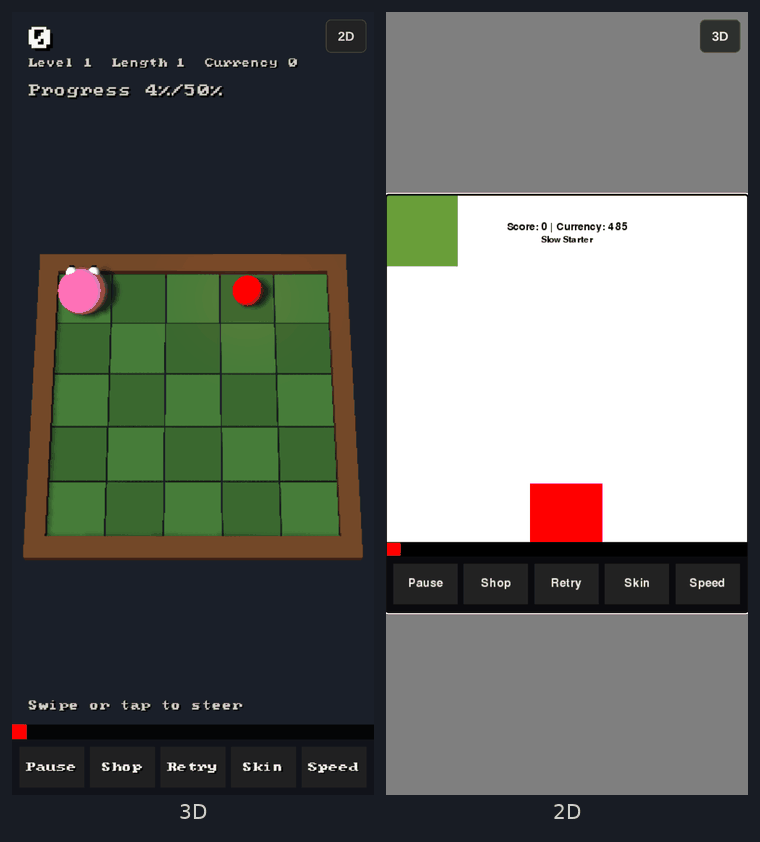 0
2D
Level 1 Length 1 Currency 0
Progress 4%/50%
Swipe or tap to steer
Pause Shop Retry Skin Speed
3D
3D
Score: 0 | Currency: 485
Slow Starter
Pause Shop Retry Skin Speed
2D